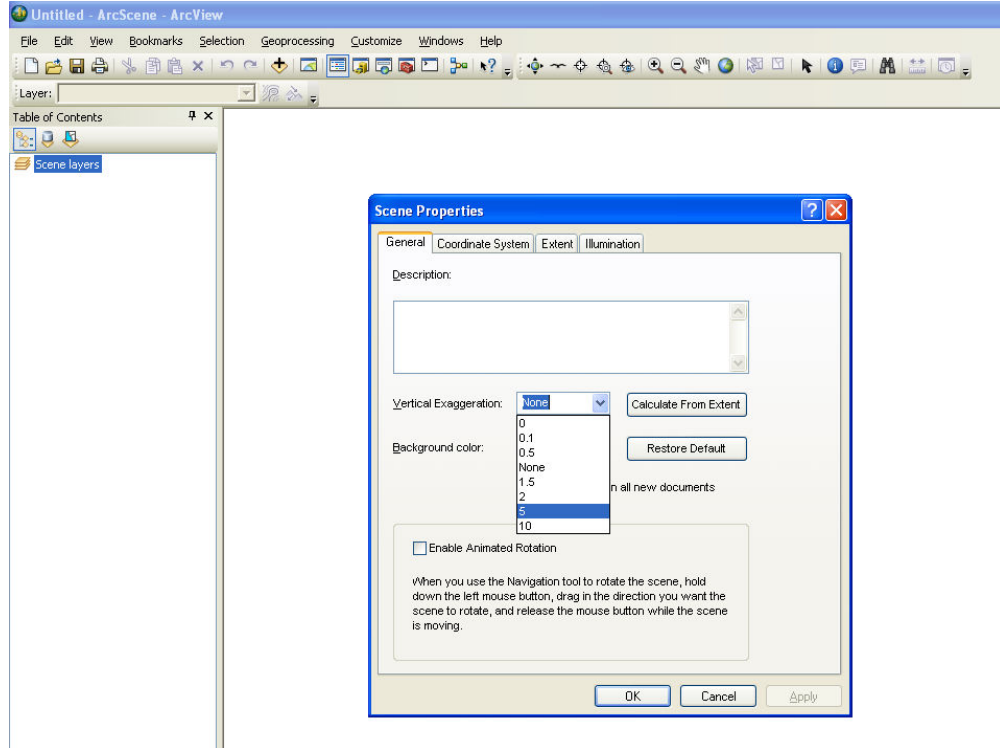 Untitled - ArcScene - ArcView
File Edit View Bookmarks Selection Geoprocessing Customize Windows Help
Layer:
Table of Contents
Scene layers
Scene Properties
General Coordinate System Extent Illumination
Description:
Vertical Exaggeration: None Calculate From Extent
0
0.1
Background color: 0.5 Restore Default
None
1.5 n all new documents
2
5
10
Enable Animated Rotation
When you use the Navigation tool to rotate the scene, hold
down the left mouse button, drag in the direction you want the
scene to rotate, and release the mouse button while the scene
is moving.
OK Cancel Apply